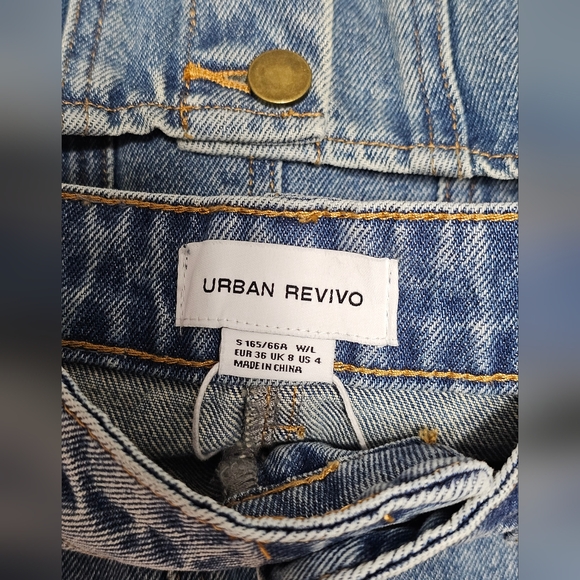 URBAN REVIVO
S 165/66A W/L
EUR 36 UK 8 US 4
MADE IN CHINA